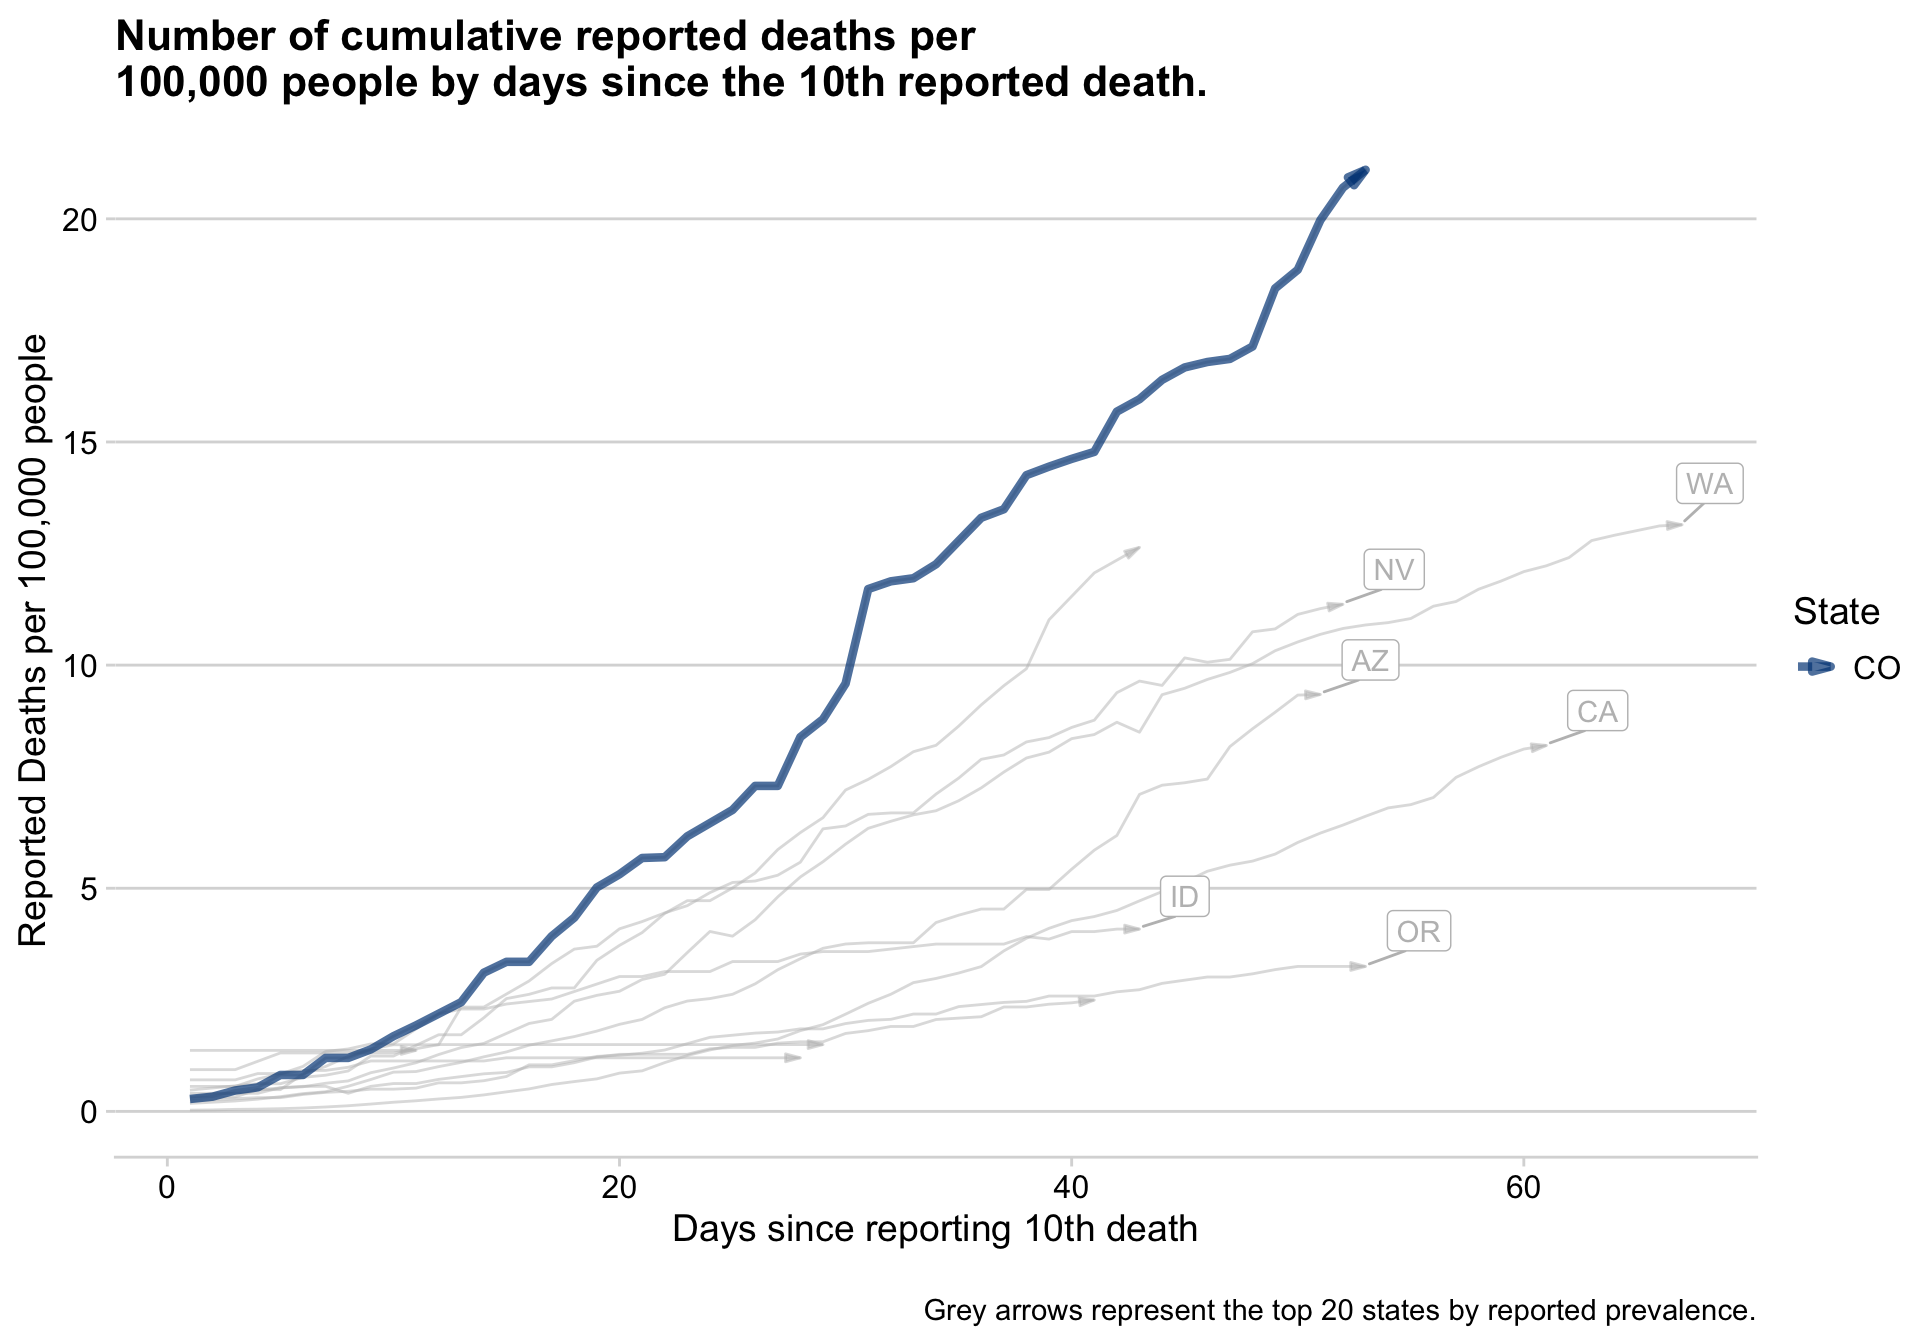 Number of cumulative reported deaths per
100,000 people by days since the 10th reported death.
Reported Deaths per 100,000 people
20
15
10
5
0
WA
NV
AZ
CA
ID
OR
State
CO
0
20
40
60
Days since reporting 10th death
Grey arrows represent the top 20 states by reported prevalence.